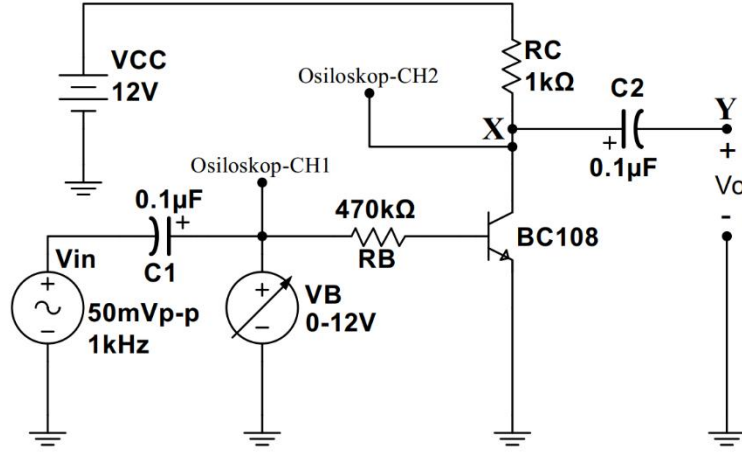 VCC
12V
Osiloskop-CH2
RC
1kΩ
C2
X
Y
+
0.1µF
+
Vo
-
Osiloskop-CH1
0.1µF
+
C1
470kΩ
RB
BC108
Vin
+
−
50mVp-p
1kHz
+
−
VB
0-12V